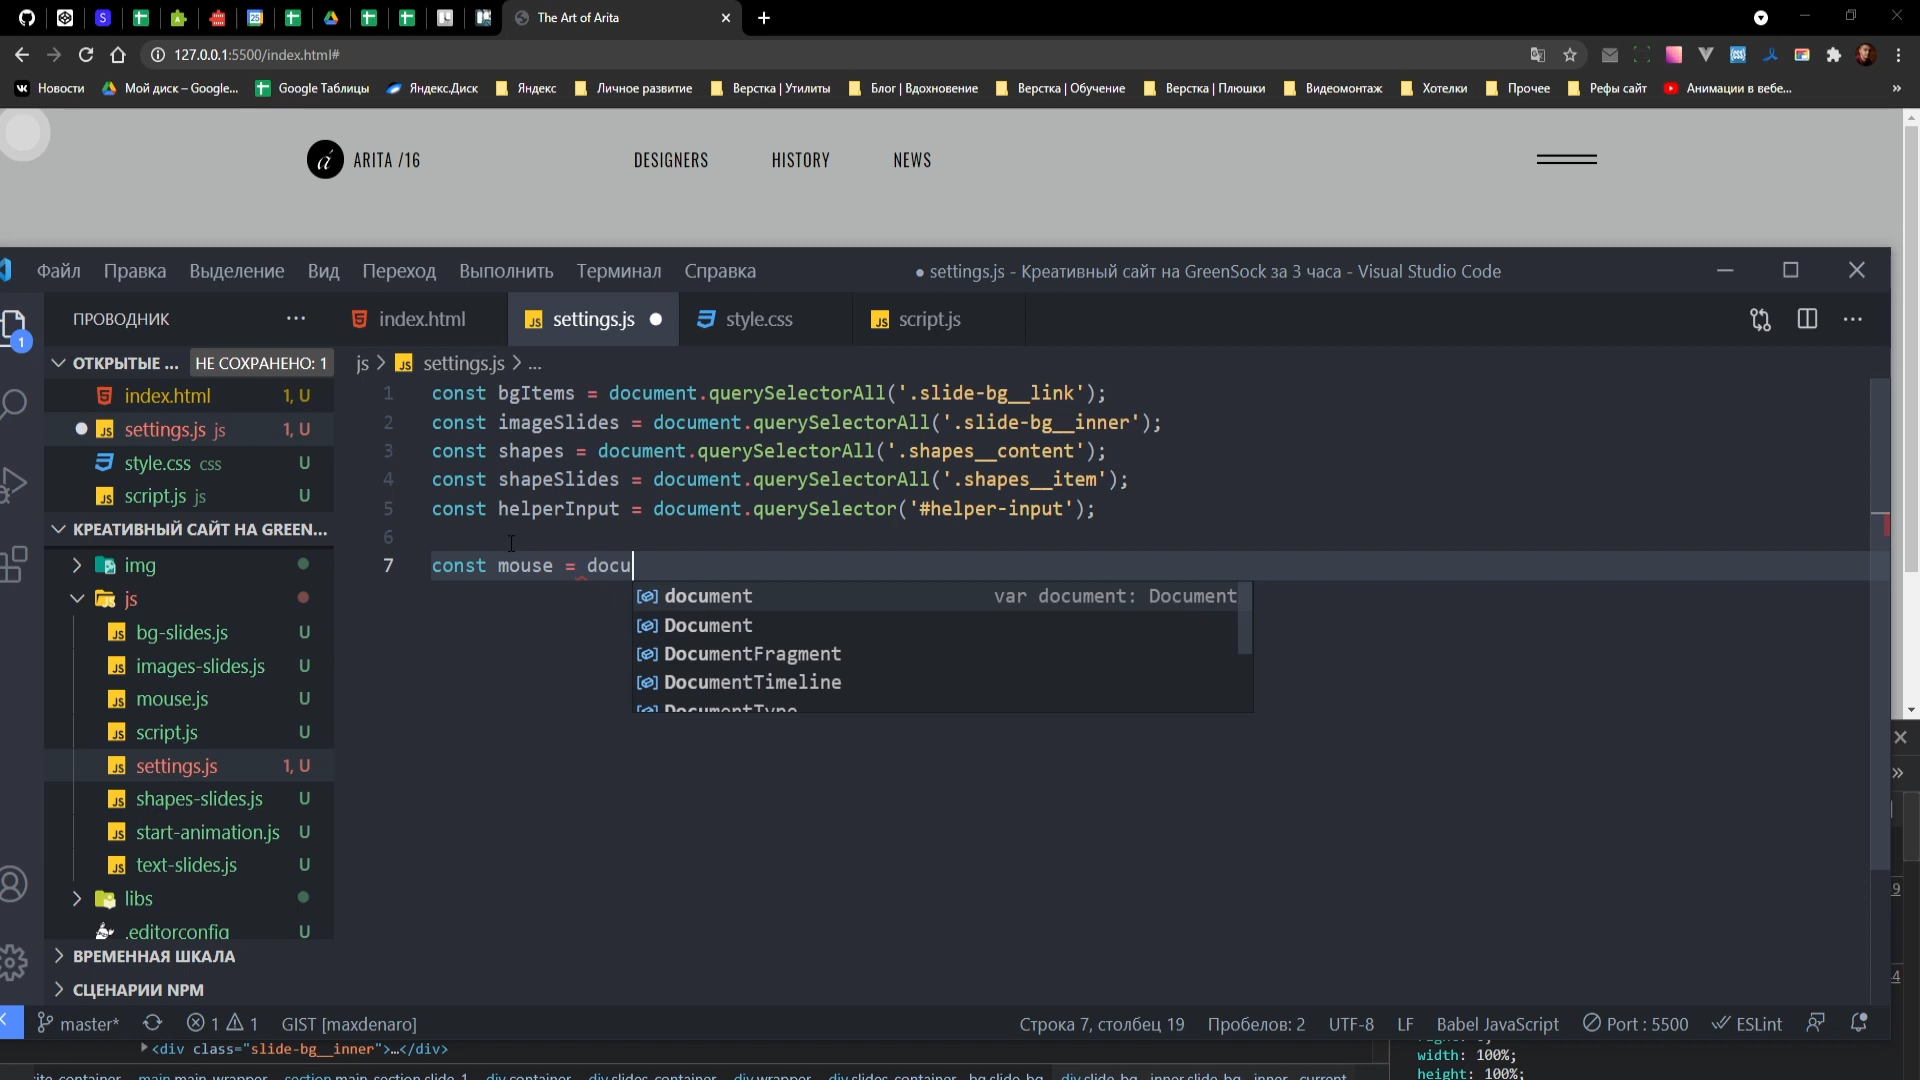 The Art of Arita
127.0.0.1:5500/index.html#
Новости
Мой диск – Google...
Google Таблицы
Яндекс.Диск
Яндекс
Личное развитие
Верстка | Утилиты
Блог | Вдохновение
Верстка | Обучение
Верстка | Плюшки
Видеомонтаж
Хотелки
Прочее
Рефы сайт
Анимации в вебе...
á ARITA /16
DESIGNERS
HISTORY
NEWS
Файл Правка Выделение Вид Переход Выполнить Терминал Справка
● settings.js - Креативный сайт на GreenSock за 3 часа - Visual Studio Code
ПРОВОДНИК
index.html
settings.js
style.css
script.js
1
ОТКРЫТЫЕ ... НЕ СОХРАНЕНО: 1
js > settings.js > ...
index.html 1, U
settings.js js 1, U
style.css css U
script.js js U
КРЕАТИВНЫЙ САЙТ НА GREEN...
img
js
bg-slides.js U
images-slides.js U
mouse.js U
script.js U
settings.js 1, U
shapes-slides.js U
start-animation.js U
text-slides.js U
libs
.editorconfig U
ВРЕМЕННАЯ ШКАЛА
СЦЕНАРИИ NPM
1 const bgItems = document.querySelectorAll('.slide-bg__link');
2 const imageSlides = document.querySelectorAll('.slide-bg__inner');
3 const shapes = document.querySelectorAll('.shapes__content');
4 const shapeSlides = document.querySelectorAll('.shapes__item');
5 const helperInput = document.querySelector('#helper-input');
6
7 const mouse = docu
document var document: Document
Document
DocumentFragment
DocumentTimeline
DocumentType
master* 1 1 GIST [maxdenaro]
Строка 7, столбец 19 Пробелов: 2 UTF-8 LF Babel JavaScript Port : 5500 ESLint
<div class="slide-bg__inner">…</div>
width: 100%;
height: 100%;